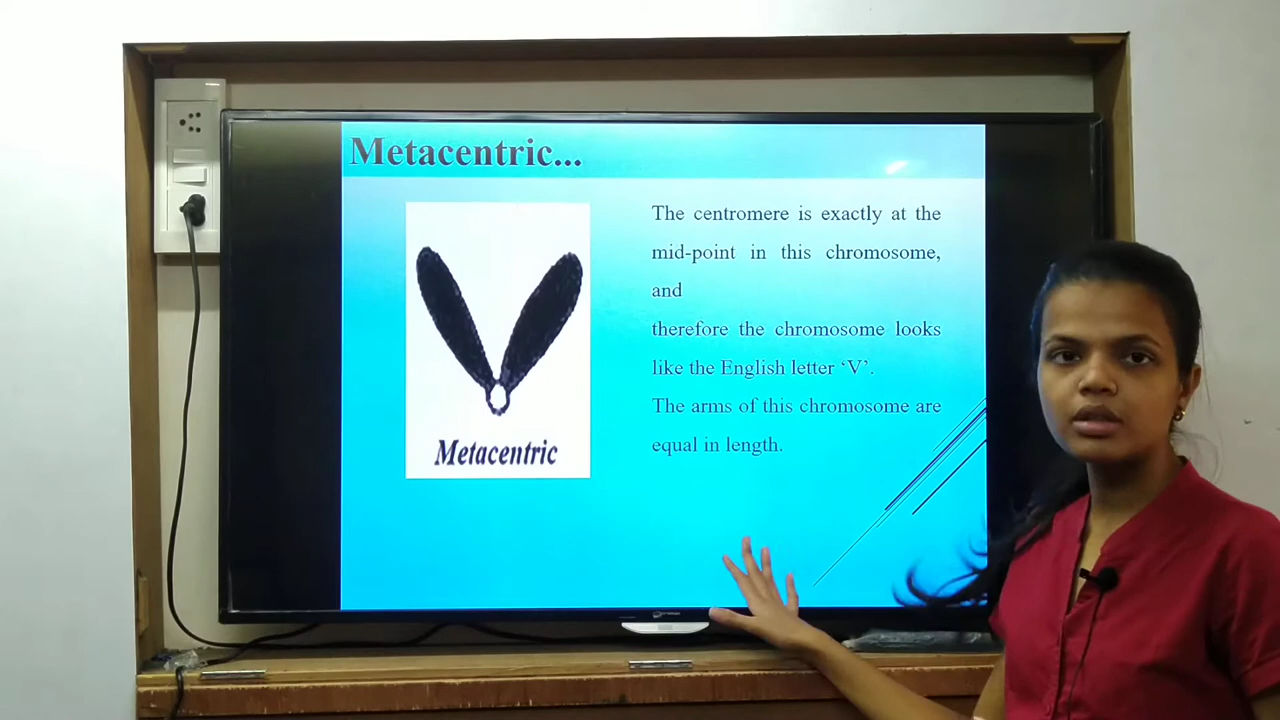 Metacentric...
The centromere is exactly at the
mid-point in this chromosome,
and
therefore the chromosome looks
like the English letter ‘V’.
The arms of this chromosome are
equal in length.
Metacentric